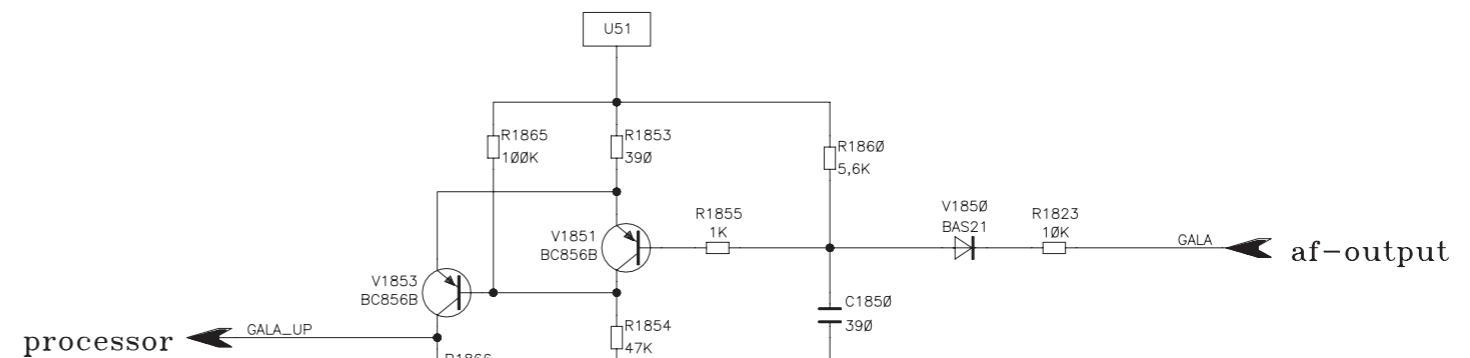 U51
R1865
1ØØK
R1853
39Ø
R186Ø
5,6K
V1851
BC856B
R1855
1K
V185Ø
BAS21
R1823
1ØK
GALA
af-output
V1853
BC856B
C185Ø
39Ø
R1854
47K
GALA_UP
processor
R1866